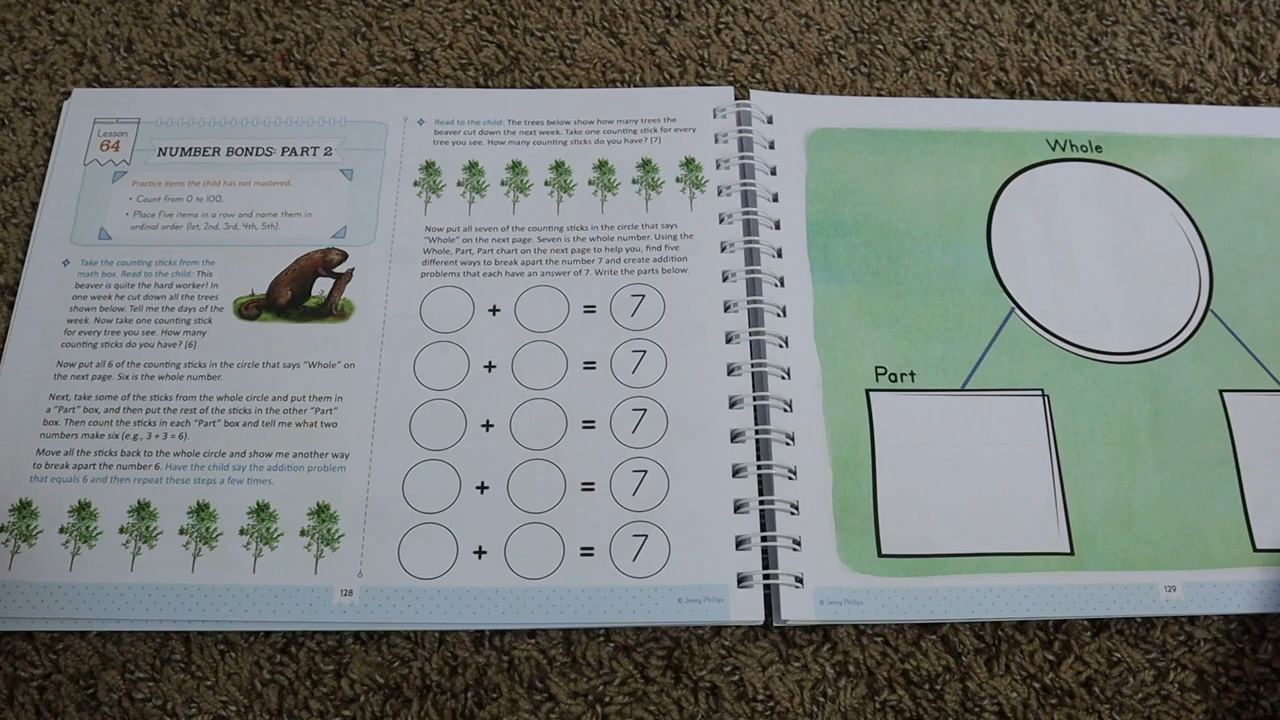 Lesson
64
NUMBER BONDS: PART 2
Practice items the child has not mastered.
• Count from 0 to 100.
• Place five items in a row and name them in
ordinal order (1st, 2nd, 3rd, 4th, 5th).
Take the counting sticks from the
math box. Read to the child: This
beaver is quite the hard worker! In
one week he cut down all the trees
shown below. Tell me the days of the
week. Now take one counting stick
for every tree you see. How many
counting sticks do you have? [6]
Now put all 6 of the counting sticks in the circle that says "Whole" on
the next page. Six is the whole number.
Next, take some of the sticks from the whole circle and put them in
a "Part" box, and then put the rest of the sticks in the other "Part"
box. Then count the sticks in each "Part" box and tell me what two
numbers make six (e.g., 3 + 3 = 6).
Move all the sticks back to the whole circle and show me another way
to break apart the number 6. Have the child say the addition problem
that equals 6 and then repeat these steps a few times.
128
Read to the child: The trees below show how many trees the
beaver cut down the next week. Take one counting stick for every
tree you see. How many counting sticks do you have? [7]
Now put all seven of the counting sticks in the circle that says
"Whole" on the next page. Seven is the whole number. Using the
Whole, Part, Part chart on the next page to help you, find five
different ways to break apart the number 7 and create addition
problems that each have an answer of 7. Write the parts below.
+ = 7
+ = 7
+ = 7
+ = 7
+ = 7
© Jenny Phillips
Whole
Part
© Jenny Phillips
129